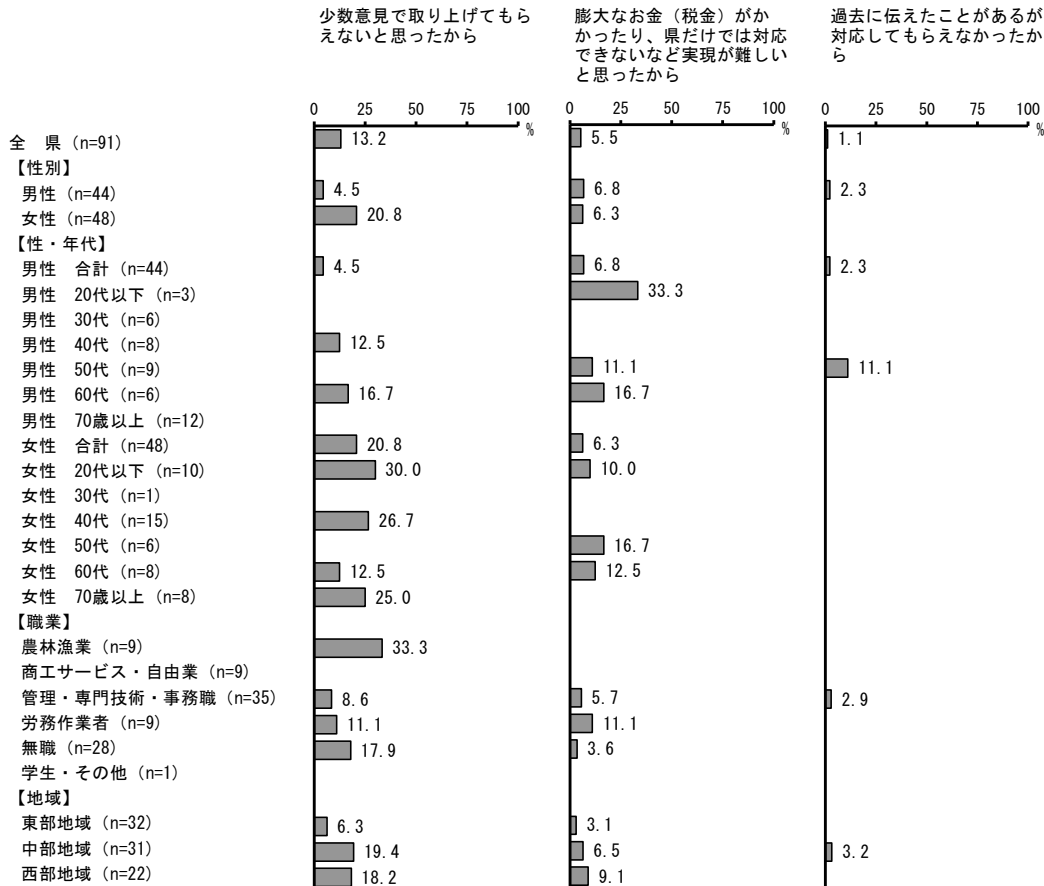 少数意見で取り上げてもら
えないと思ったから
膨大なお金（税金）がか
かったり、県だけでは対応
できないなど実現が難しい
と思ったから
過去に伝えたことがあるが
対応してもらえなかったか
ら
0 25 50 75 100 % 0 25 50 75 100 % 0 25 50 75 100 %
全　県 (n=91) 13.2 5.5 1.1
【性別】
男性 (n=44) 4.5 6.8 2.3
女性 (n=48) 20.8 6.3
【性・年代】
男性　合計 (n=44) 4.5 6.8 2.3
男性　20代以下 (n=3) 33.3
男性　30代 (n=6)
男性　40代 (n=8) 12.5
男性　50代 (n=9) 11.1 11.1
男性　60代 (n=6) 16.7 16.7
男性　70歳以上 (n=12)
女性　合計 (n=48) 20.8 6.3
女性　20代以下 (n=10) 30.0 10.0
女性　30代 (n=1)
女性　40代 (n=15) 26.7
女性　50代 (n=6) 16.7
女性　60代 (n=8) 12.5 12.5
女性　70歳以上 (n=8) 25.0
【職業】
農林漁業 (n=9) 33.3
商工サービス・自由業 (n=9)
管理・専門技術・事務職 (n=35) 8.6 5.7 2.9
労務作業者 (n=9) 11.1 11.1
無職 (n=28) 17.9 3.6
学生・その他 (n=1)
【地域】
東部地域 (n=32) 6.3 3.1
中部地域 (n=31) 19.4 6.5 3.2
西部地域 (n=22) 18.2 9.1